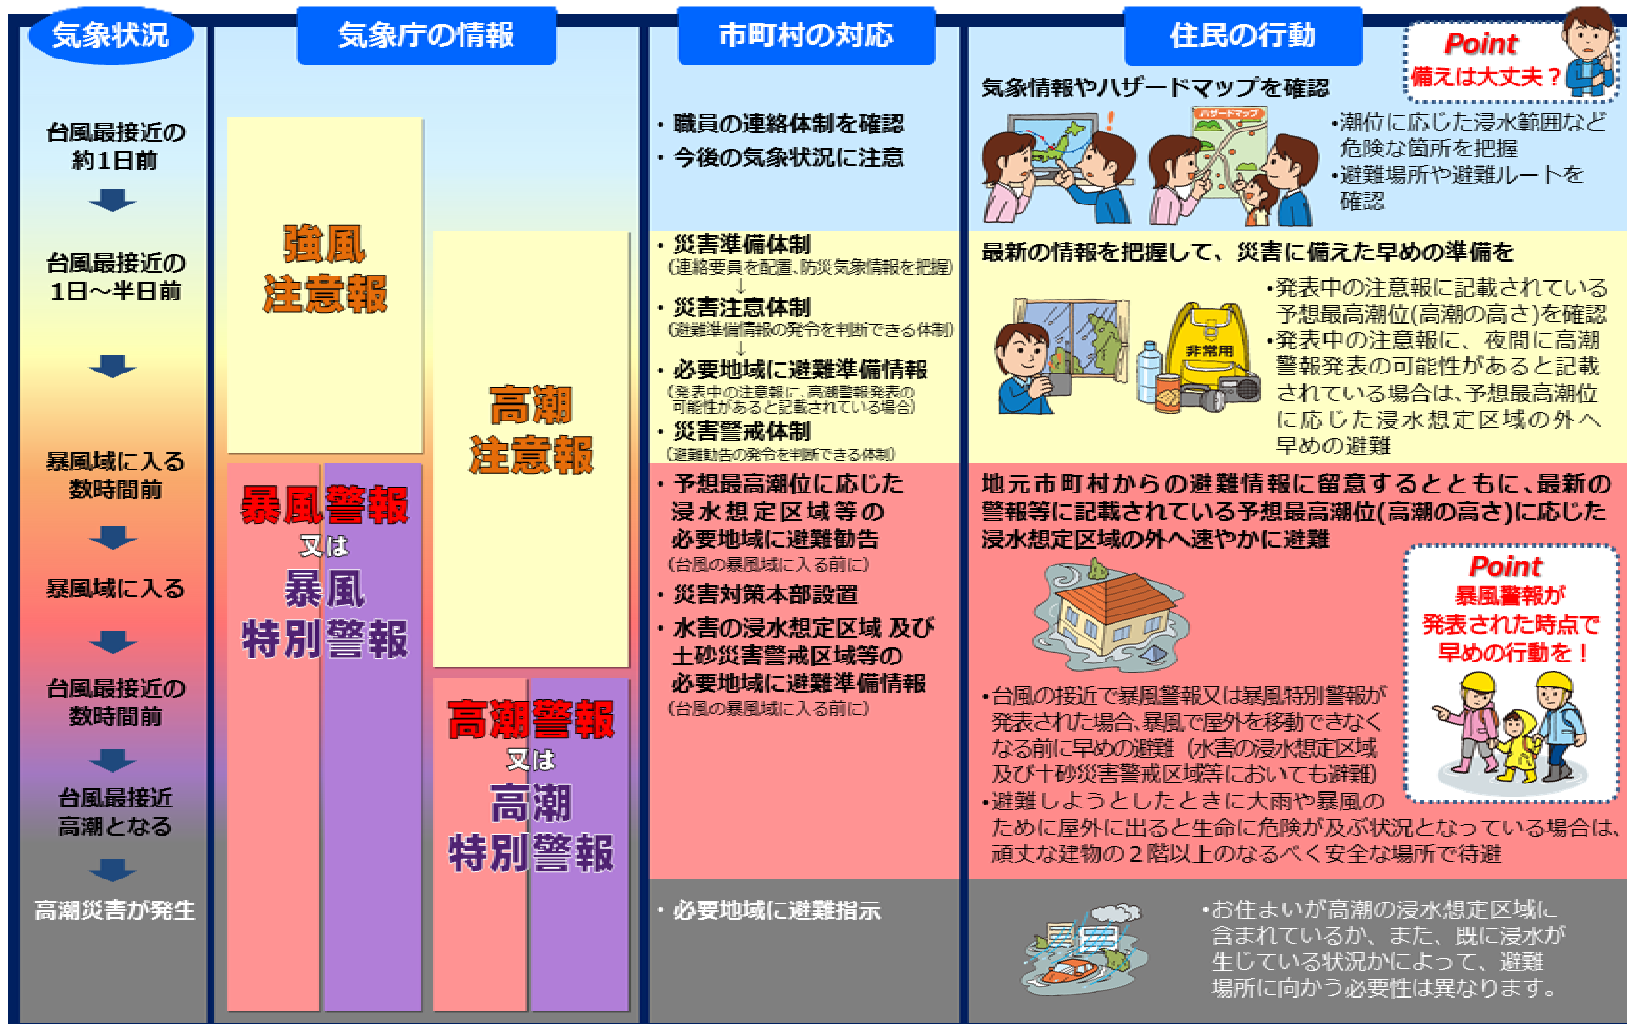 気象状況
気象庁の情報
市町村の対応
住民の行動
Point
備えは大丈夫？
台風最接近の
約1日前
台風最接近の
1日～半日前
暴風域に入る
数時間前
暴風域に入る
台風最接近の
数時間前
台風最接近
高潮となる
高潮災害が発生
強風
注意報
高潮
注意報
暴風警報
又は
暴風
特別警報
高潮警報
又は
高潮
特別警報
・職員の連絡体制を確認
・今後の気象状況に注意
・災害準備体制
（連絡要員を配置、防災気象情報を把握）
↓
・災害注意体制
（避難準備情報の発令を判断できる体制）
↓
・必要地域に避難準備情報
（発表中の注意報に、高潮警報発表の
可能性があると記載されている場合）
・災害警戒体制
（避難勧告の発令を判断できる体制）
・予想最高潮位に応じた
浸水想定区域等の
必要地域に避難勧告
（台風の暴風域に入る前に）
・災害対策本部設置
・水害の浸水想定区域 及び
土砂災害警戒区域等の
必要地域に避難準備情報
（台風の暴風域に入る前に）
・必要地域に避難指示
気象情報やハザードマップを確認
ハザードマップ
•潮位に応じた浸水範囲など
危険な箇所を把握
•避難場所や避難ルートを
確認
最新の情報を把握して、災害に備えた早めの準備を
非常用
•発表中の注意報に記載されている
予想最高潮位(高潮の高さ)を確認
•発表中の注意報に、夜間に高潮
警報発表の可能性があると記載
されている場合は、予想最高潮位
に応じた浸水想定区域の外へ
早めの避難
地元市町村からの避難情報に留意するとともに、最新の
警報等に記載されている予想最高潮位(高潮の高さ)に応じた
浸水想定区域の外へ速やかに避難
Point
暴風警報が
発表された時点で
早めの行動を！
•台風の接近で暴風警報又は暴風特別警報が
発表された場合、暴風で屋外を移動できなく
なる前に早めの避難（水害の浸水想定区域
及び土砂災害警戒区域等においても避難）
•避難しようとしたときに大雨や暴風の
ために屋外に出ると生命に危険が及ぶ状況となっている場合は、
頑丈な建物の２階以上のなるべく安全な場所で待避
•お住まいが高潮の浸水想定区域に
含まれているか、また、既に浸水が
生じている状況かによって、避難
場所に向かう必要性は異なります。